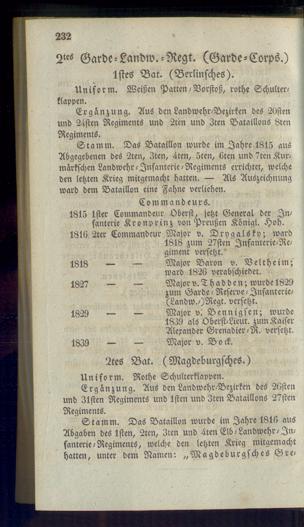 232
2tes Garde-Landw.-Regt. (Garde-Corps.)
1stes Bat. (Berlinsches).
Uniform. Weißen Patten-Vorstoß, rothe Schulter-
klappen.
Ergänzung. Aus den Landwehr-Bezirken des 20sten
und 24sten Regiments und 2ten und 3ten Bataillons 8ten
Regiments.
Stamm. Das Bataillon wurde im Jahre 1815 aus
Abgegebenen des 2ten, 3ten, 4ten, 5ten, 6ten und 7ten Kur-
märkschen Landwehr-Infanterie-Regiments errichtet, welche
den letzten Krieg mitgemacht hatten. — Als Auszeichnung
ward dem Bataillon eine Fahne verliehen.
Commandeurs.
1815 1ster Commandeur Oberst, jetzt General der In-
fanterie Kronprinz von Preußen Königl. Hoh.
1816 2ter Commandeur Major v. Drygalsky; ward
1818 zum 27sten Infanterie-Re-
giment versetzt.
1818 — — Major Baron v. Veltheim;
ward 1826 verabschiedet.
1827 — — Major v. Thadden; wurde 1829
zum Garde-Reserve-Infanterie-
(Landw.-)Regt. versetzt.
1829 — — Major v. Bennigsen; wurde
1839 als Oberst-Lieut. zum Kaiser
Alexander Grenadier-R. versetzt.
1839 — — Major v. Bock.
2tes Bat. (Magdeburgsches.)
Uniform. Rothe Schulterklappen.
Ergänzung. Aus den Landwehr-Bezirken des 26sten
und 31sten Regiments und 1sten und 3ten Bataillons 27sten
Regiments.
Stamm. Das Bataillon wurde im Jahre 1816 aus
Abgaben des 1sten, 2ten, 3ten und 4ten Elb-Landwehr-In-
fanterie-Regiments, welche den letzten Krieg mitgemacht
hatten, unter dem Namen: „Magdeburgsches Gre-